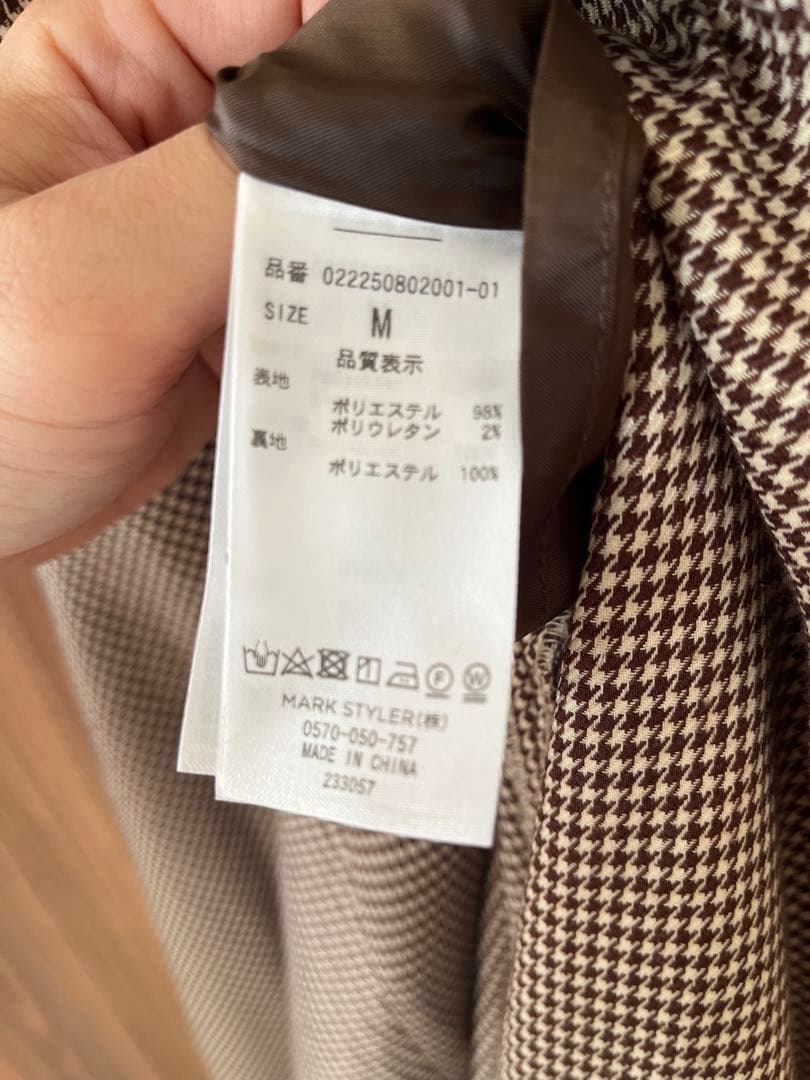 品番 022250802001-01
SIZE M
品質表示
表地
ポリエステル 98%
ポリウレタン 2%
裏地
ポリエステル 100%
F W
MARK STYLER(株)
0570-050-757
MADE IN CHINA
233057